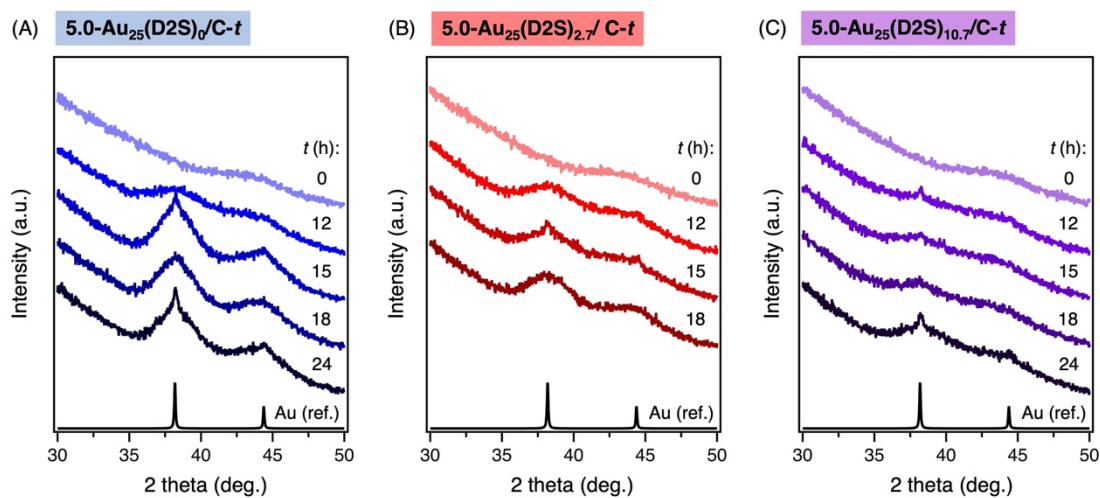 (A) 5.0-Au₂₅(D2S)₀/C-t
Intensity (a.u.)
t (h):
0
12
15
18
24
Au (ref.)
30 35 40 45 50
2 theta (deg.)
(B) 5.0-Au₂₅(D2S)₂.₇/ C-t
Intensity (a.u.)
t (h):
0
12
15
18
Au (ref.)
30 35 40 45 50
2 theta (deg.)
(C) 5.0-Au₂₅(D2S)₁₀.₇/C-t
Intensity (a.u.)
t (h):
0
12
15
18
24
Au (ref.)
30 35 40 45 50
2 theta (deg.)